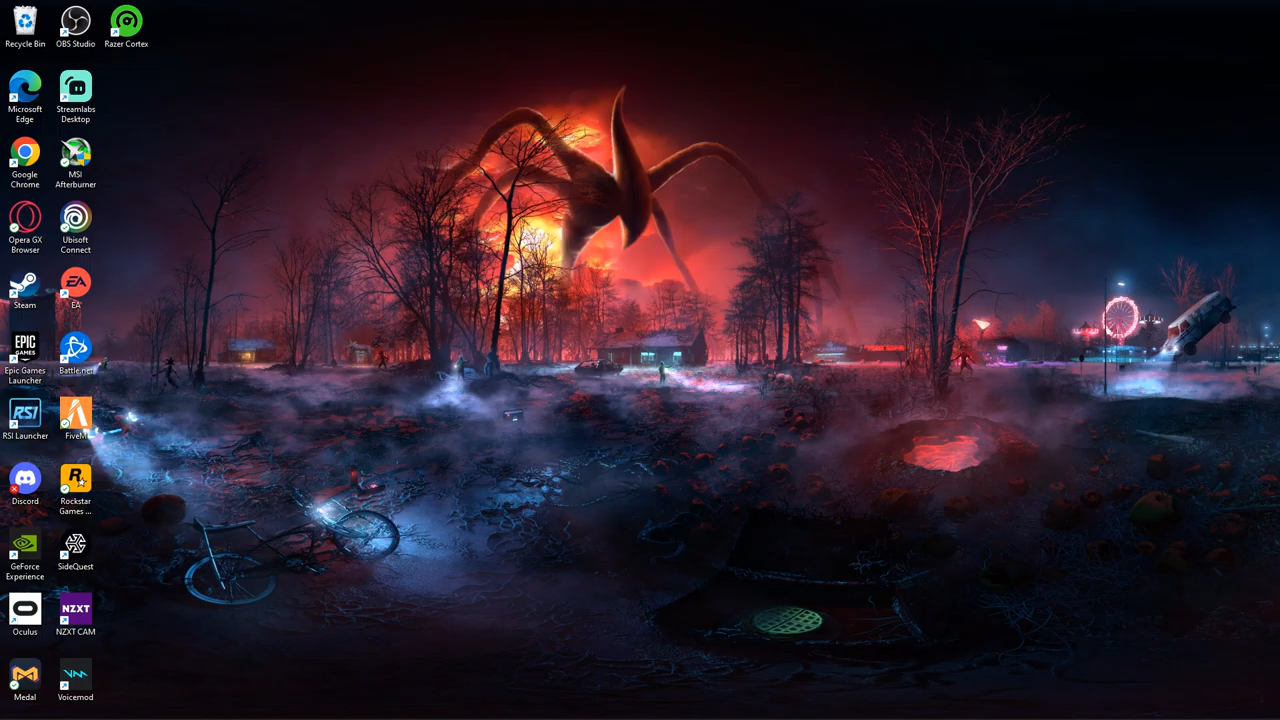 Recycle Bin
OBS Studio
Razer Cortex
Microsoft
Edge
Streamlabs
Desktop
Google
Chrome
MSI
Afterburner
Opera GX
Browser
Ubisoft
Connect
Steam
EA
EA
EPIC
GAMES
Epic Games
Launcher
Battle.net
RSI
RSI Launcher
FiveM
Discord
R
Rockstar
Games ...
GeForce
Experience
SideQuest
Oculus
NZXT
NZXT CAM
Medal
VM
Voicemod